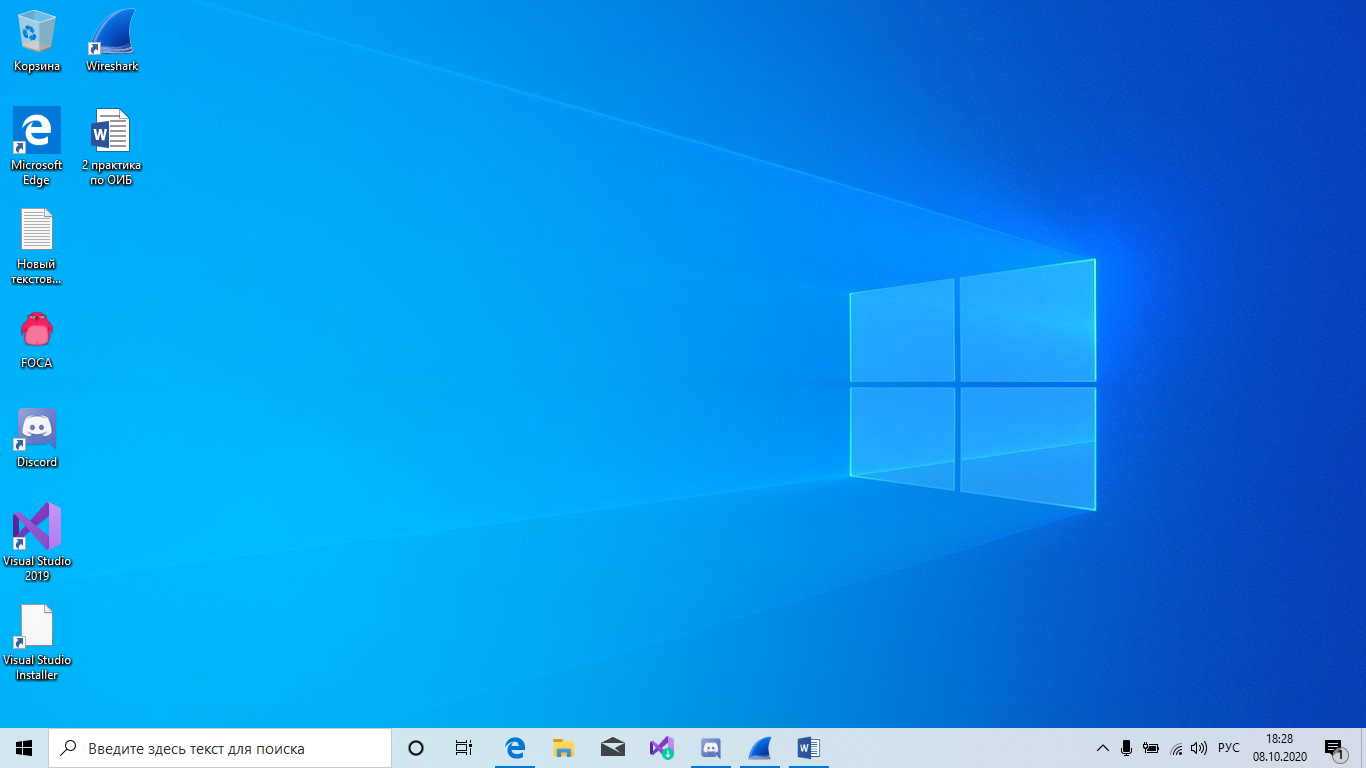 Корзина
Wireshark
Microsoft
Edge
2 практика
по ОИБ
Новый
текстов...
FOCA
Discord
Visual Studio
2019
Visual Studio
Installer
Введите здесь текст для поиска
РУС
18:28
08.10.2020
1